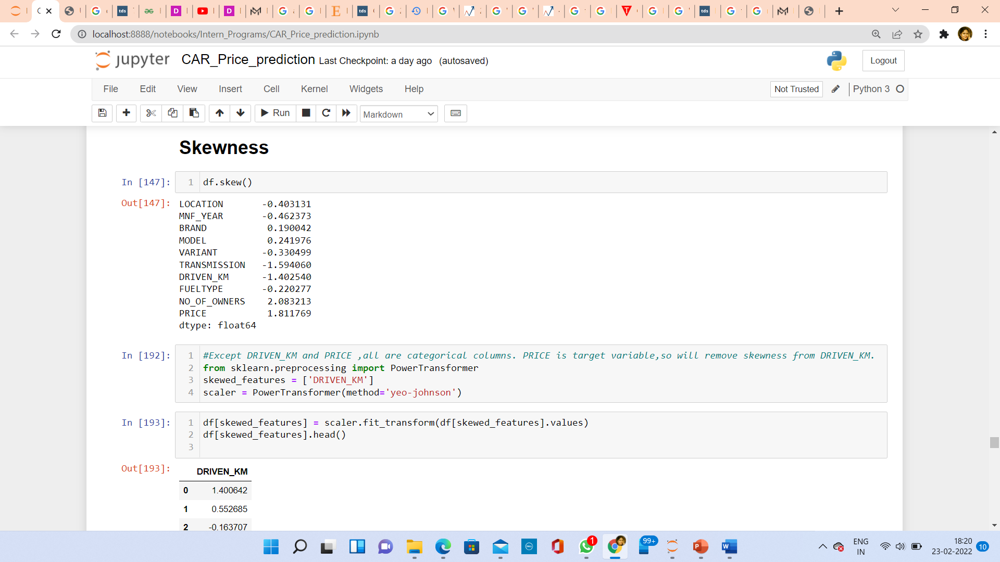 localhost:8888/notebooks/Intern_Programs/CAR_Price_prediction.ipynb
jupyter CAR_Price_prediction Last Checkpoint: a day ago (autosaved) Logout
File Edit View Insert Cell Kernel Widgets Help Not Trusted Python 3
Run Markdown
Skewness
In [147]: 1 df.skew()
Out[147]: LOCATION -0.403131
MNF_YEAR -0.462373
BRAND 0.190042
MODEL 0.241976
VARIANT -0.330499
TRANSMISSION -1.594060
DRIVEN_KM -1.402540
FUELTYPE -0.220277
NO_OF_OWNERS 2.083213
PRICE 1.811769
dtype: float64
In [192]: 1 #Except DRIVEN_KM and PRICE ,all are categorical columns. PRICE is target variable,so will remove skewness from DRIVEN_KM.
2 from sklearn.preprocessing import PowerTransformer
3 skewed_features = ['DRIVEN_KM']
4 scaler = PowerTransformer(method='yeo-johnson')
In [193]: 1 df[skewed_features] = scaler.fit_transform(df[skewed_features].values)
2 df[skewed_features].head()
3
Out[193]: DRIVEN_KM
0 1.400642
1 0.552685
2 -0.163707
1 99+ ENG 18:20
IN 23-02-2022 10